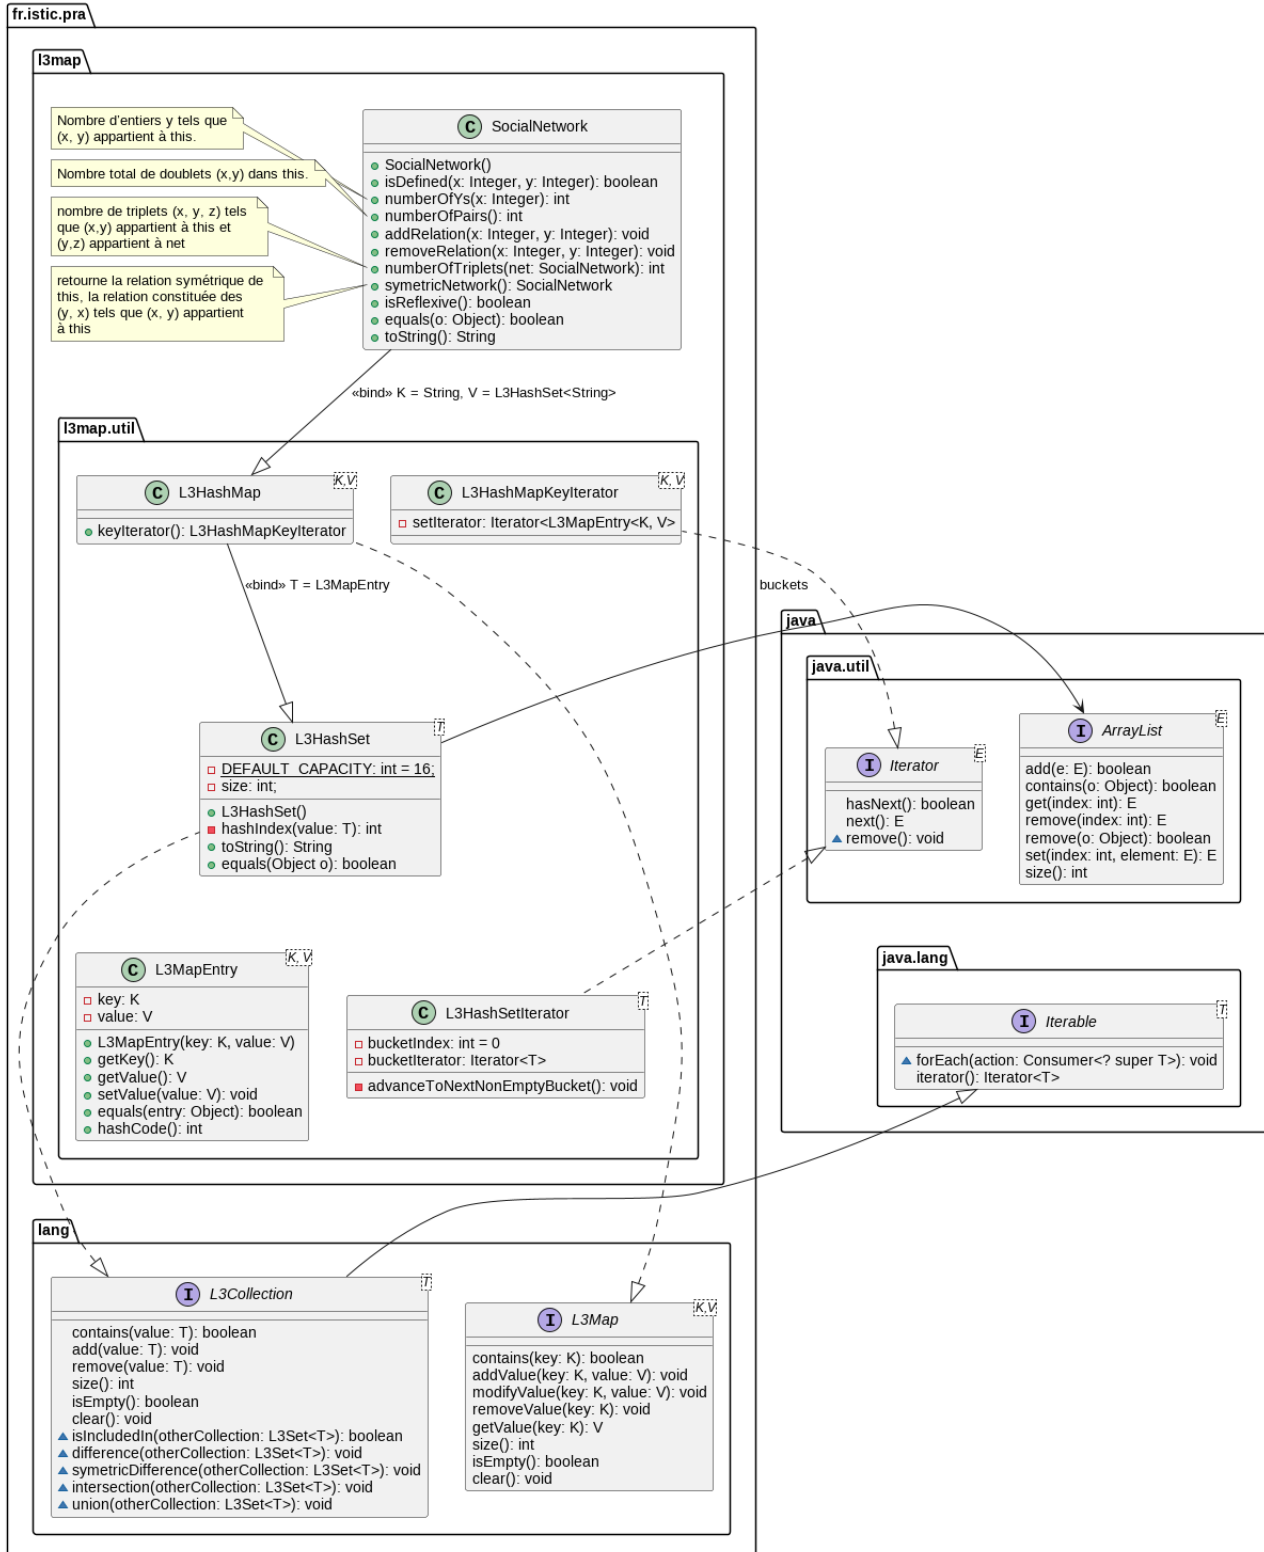 fr.istic.pra
l3map
Nombre d'entiers y tels que
(x, y) appartient à this.
Nombre total de doublets (x,y) dans this.
nombre de triplets (x, y, z) tels
que (x,y) appartient à this et
(y,z) appartient à net
retourne la relation symétrique de
this, la relation constituée des
(y, x) tels que (x, y) appartient
à this
C SocialNetwork
SocialNetwork()
isDefined(x: Integer, y: Integer): boolean
numberOfYs(x: Integer): int
numberOfPairs(): int
addRelation(x: Integer, y: Integer): void
removeRelation(x: Integer, y: Integer): void
numberOfTriplets(net: SocialNetwork): int
symetricNetwork(): SocialNetwork
isReflexive(): boolean
equals(o: Object): boolean
toString(): String
«bind» K = String, V = L3HashSet<String>
l3map.util
C L3HashMap K,V
keyIterator(): L3HashMapKeyIterator
C L3HashMapKeyIterator K, V
setIterator: Iterator<L3MapEntry<K, V>
«bind» T = L3MapEntry
buckets
java
java.util
C L3HashSet T
DEFAULT_CAPACITY: int = 16;
size: int;
L3HashSet()
hashIndex(value: T): int
toString(): String
equals(Object o): boolean
I Iterator E
hasNext(): boolean
next(): E
remove(): void
I ArrayList E
add(e: E): boolean
contains(o: Object): boolean
get(index: int): E
remove(index: int): E
remove(o: Object): boolean
set(index: int, element: E): E
size(): int
C L3MapEntry K, V
key: K
value: V
L3MapEntry(key: K, value: V)
getKey(): K
getValue(): V
setValue(value: V): void
equals(entry: Object): boolean
hashCode(): int
C L3HashSetIterator T
bucketIndex: int = 0
bucketIterator: Iterator<T>
advanceToNextNonEmptyBucket(): void
java.lang
I Iterable T
forEach(action: Consumer<? super T>): void
iterator(): Iterator<T>
lang
I L3Collection T
contains(value: T): boolean
add(value: T): void
remove(value: T): void
size(): int
isEmpty(): boolean
clear(): void
isIncludedIn(otherCollection: L3Set<T>): boolean
difference(otherCollection: L3Set<T>): void
symetricDifference(otherCollection: L3Set<T>): void
intersection(otherCollection: L3Set<T>): void
union(otherCollection: L3Set<T>): void
I L3Map K,V
contains(key: K): boolean
addValue(key: K, value: V): void
modifyValue(key: K, value: V): void
removeValue(key: K): void
getValue(key: K): V
size(): int
isEmpty(): boolean
clear(): void